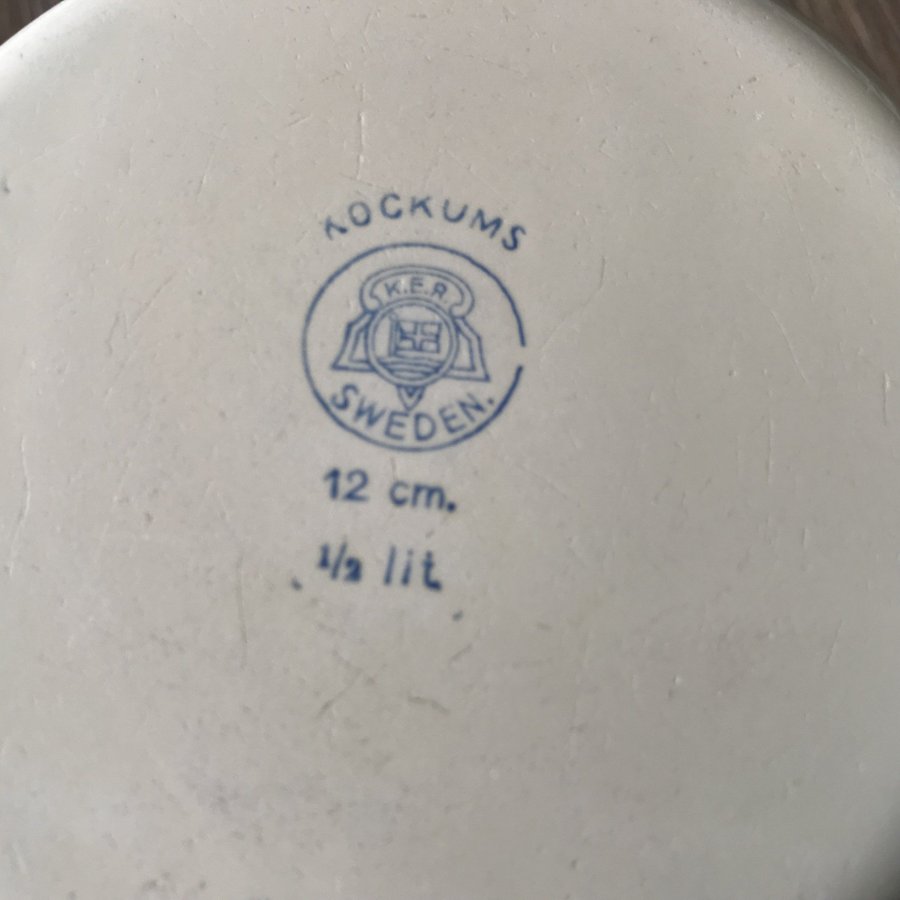 KOCKUMS
K.E.R.
SWEDEN.
12 cm.
1/2 lit